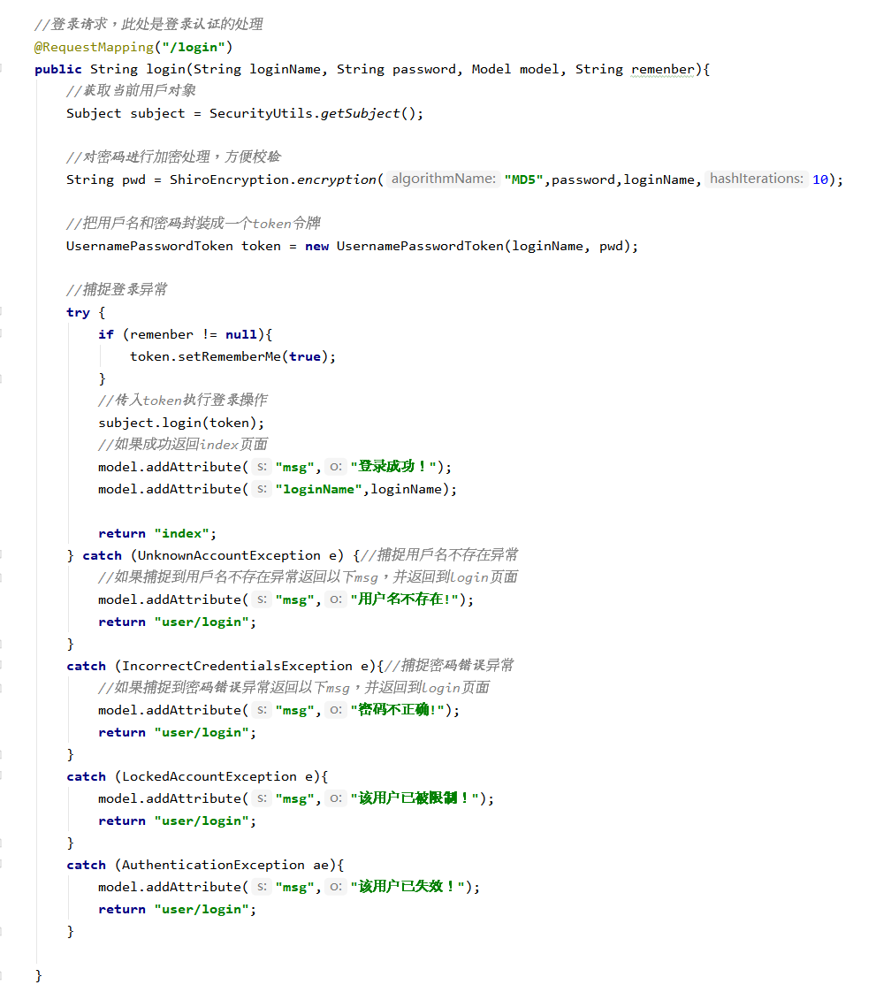 //登录请求，此处是登录认证的处理
@RequestMapping("/login")
public String login(String loginName, String password, Model model, String remenber){
//获取当前用户对象
Subject subject = SecurityUtils.getSubject();
//对密码进行加密处理，方便校验
String pwd = ShiroEncryption.encryption( algorithmName: "MD5",password,loginName, hashIterations: 10);
//把用户名和密码封装成一个token令牌
UsernamePasswordToken token = new UsernamePasswordToken(loginName, pwd);
//捕捉登录异常
try {
if (remenber != null){
token.setRememberMe(true);
}
//传入token执行登录操作
subject.login(token);
//如果成功返回index页面
model.addAttribute( s: "msg", o: "登录成功！");
model.addAttribute( s: "loginName",loginName);
return "index";
} catch (UnknownAccountException e) {//捕捉用户名不存在异常
//如果捕捉到用户名不存在异常返回以下msg，并返回到login页面
model.addAttribute( s: "msg", o: "用户名不存在!");
return "user/login";
}
catch (IncorrectCredentialsException e){//捕捉密码错误异常
//如果捕捉到密码错误异常返回以下msg，并返回到login页面
model.addAttribute( s: "msg", o: "密码不正确!");
return "user/login";
}
catch (LockedAccountException e){
model.addAttribute( s: "msg", o: "该用户已被限制！");
return "user/login";
}
catch (AuthenticationException ae){
model.addAttribute( s: "msg", o: "该用户已失效！");
return "user/login";
}
}